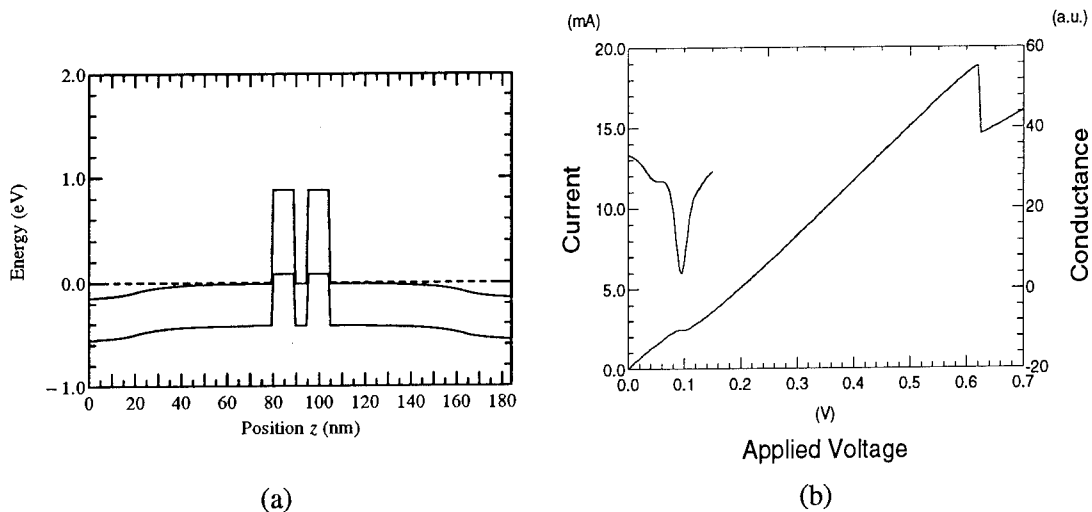 2.0
1.0
0.0
– 1.0
Energy (eV)
0 20 40 60 80 100 120 140 160 180
Position z (nm)
(a)
(mA)
(a.u.)
20.0
15.0
10.0
5.0
0.0
Current
60
40
20
0
-20
Conductance
0.0 0.1 0.2 0.3 0.4 0.5 0.6 0.7
(V)
Applied Voltage
(b)